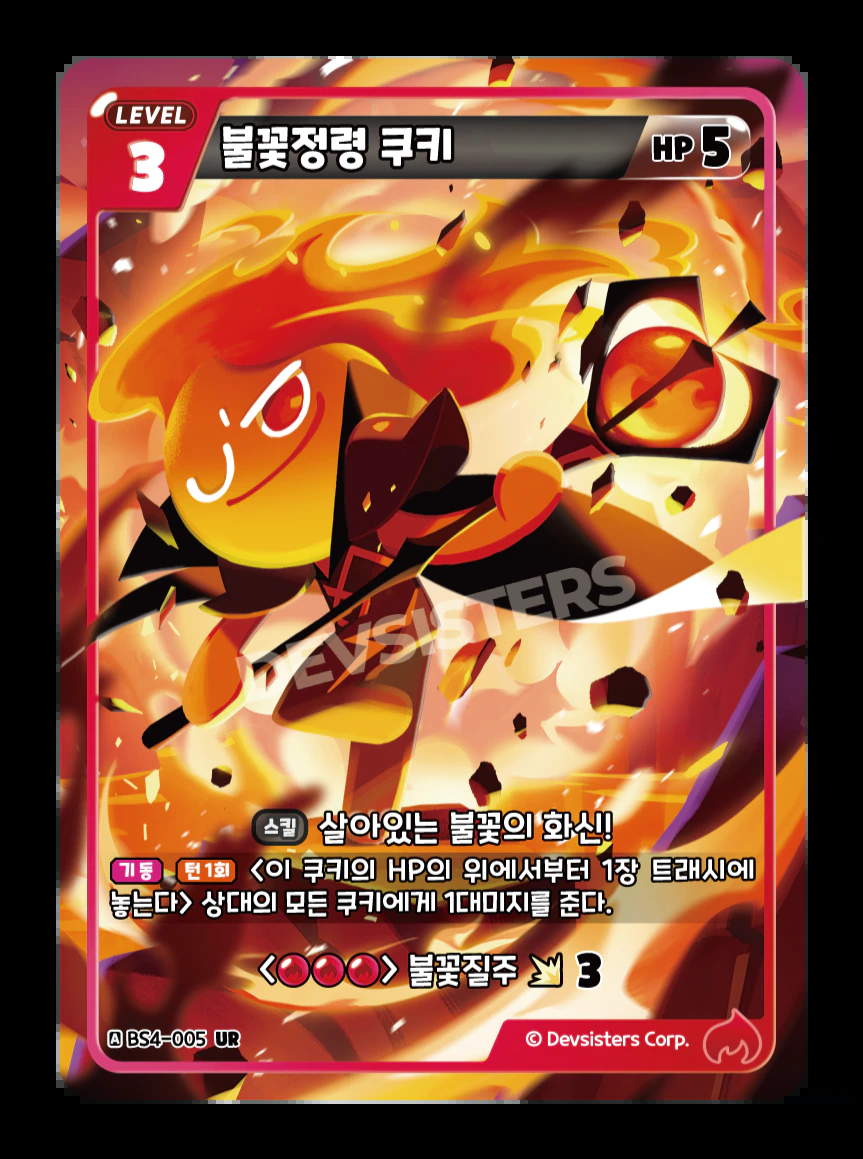 LEVEL
3
불꽃정령 쿠키
HP 5
DEVSISTERS
스킬 살아있는 불꽃의 화신!
기동 턴1회 <이 쿠키의 HP의 위에서부터 1장 트래시에
놓는다> 상대의 모든 쿠키에게 1대미지를 준다.
< > 불꽃질주 3
A BS4-005 UR
© Devsisters Corp.